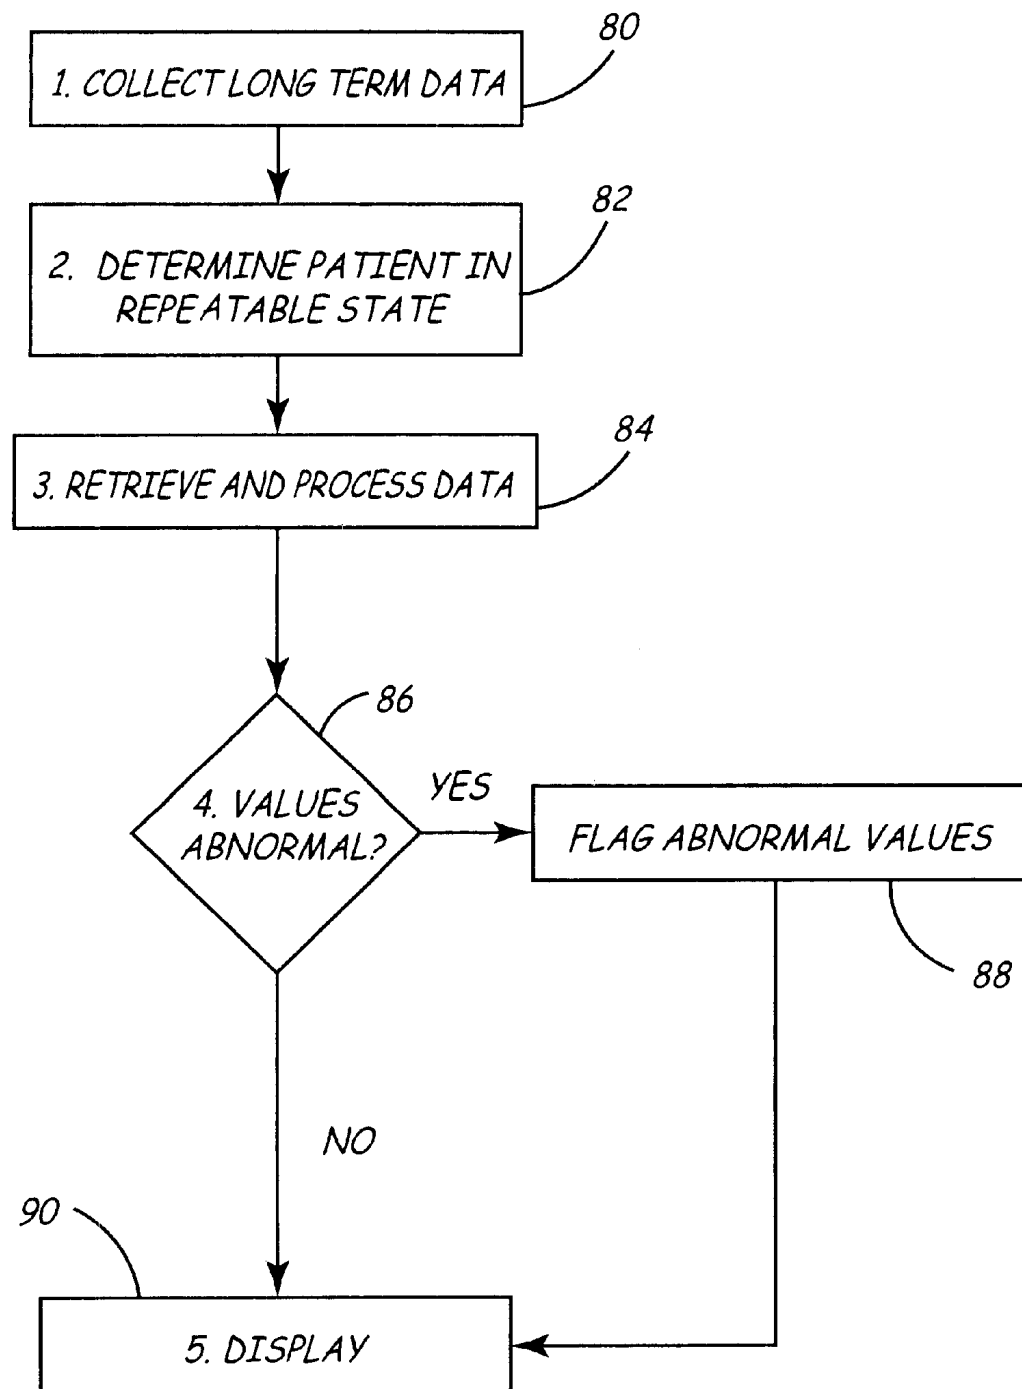 80
1. COLLECT LONG TERM DATA
82
2. DETERMINE PATIENT IN
REPEATABLE STATE
84
3. RETRIEVE AND PROCESS DATA
86
4. VALUES
ABNORMAL?
YES
FLAG ABNORMAL VALUES
88
NO
90
5. DISPLAY